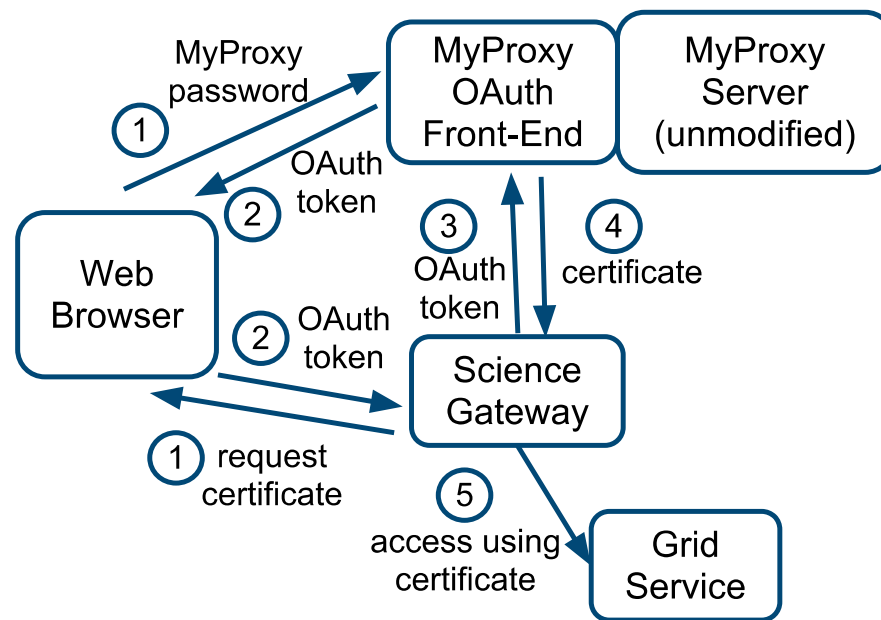 MyProxy
password
1
OAuth
token
2
MyProxy
OAuth
Front-End
MyProxy
Server
(unmodified)
3
OAuth
token
4
certificate
Web
Browser
2
OAuth
token
1
request
certificate
Science
Gateway
5
access using
certificate
Grid
Service